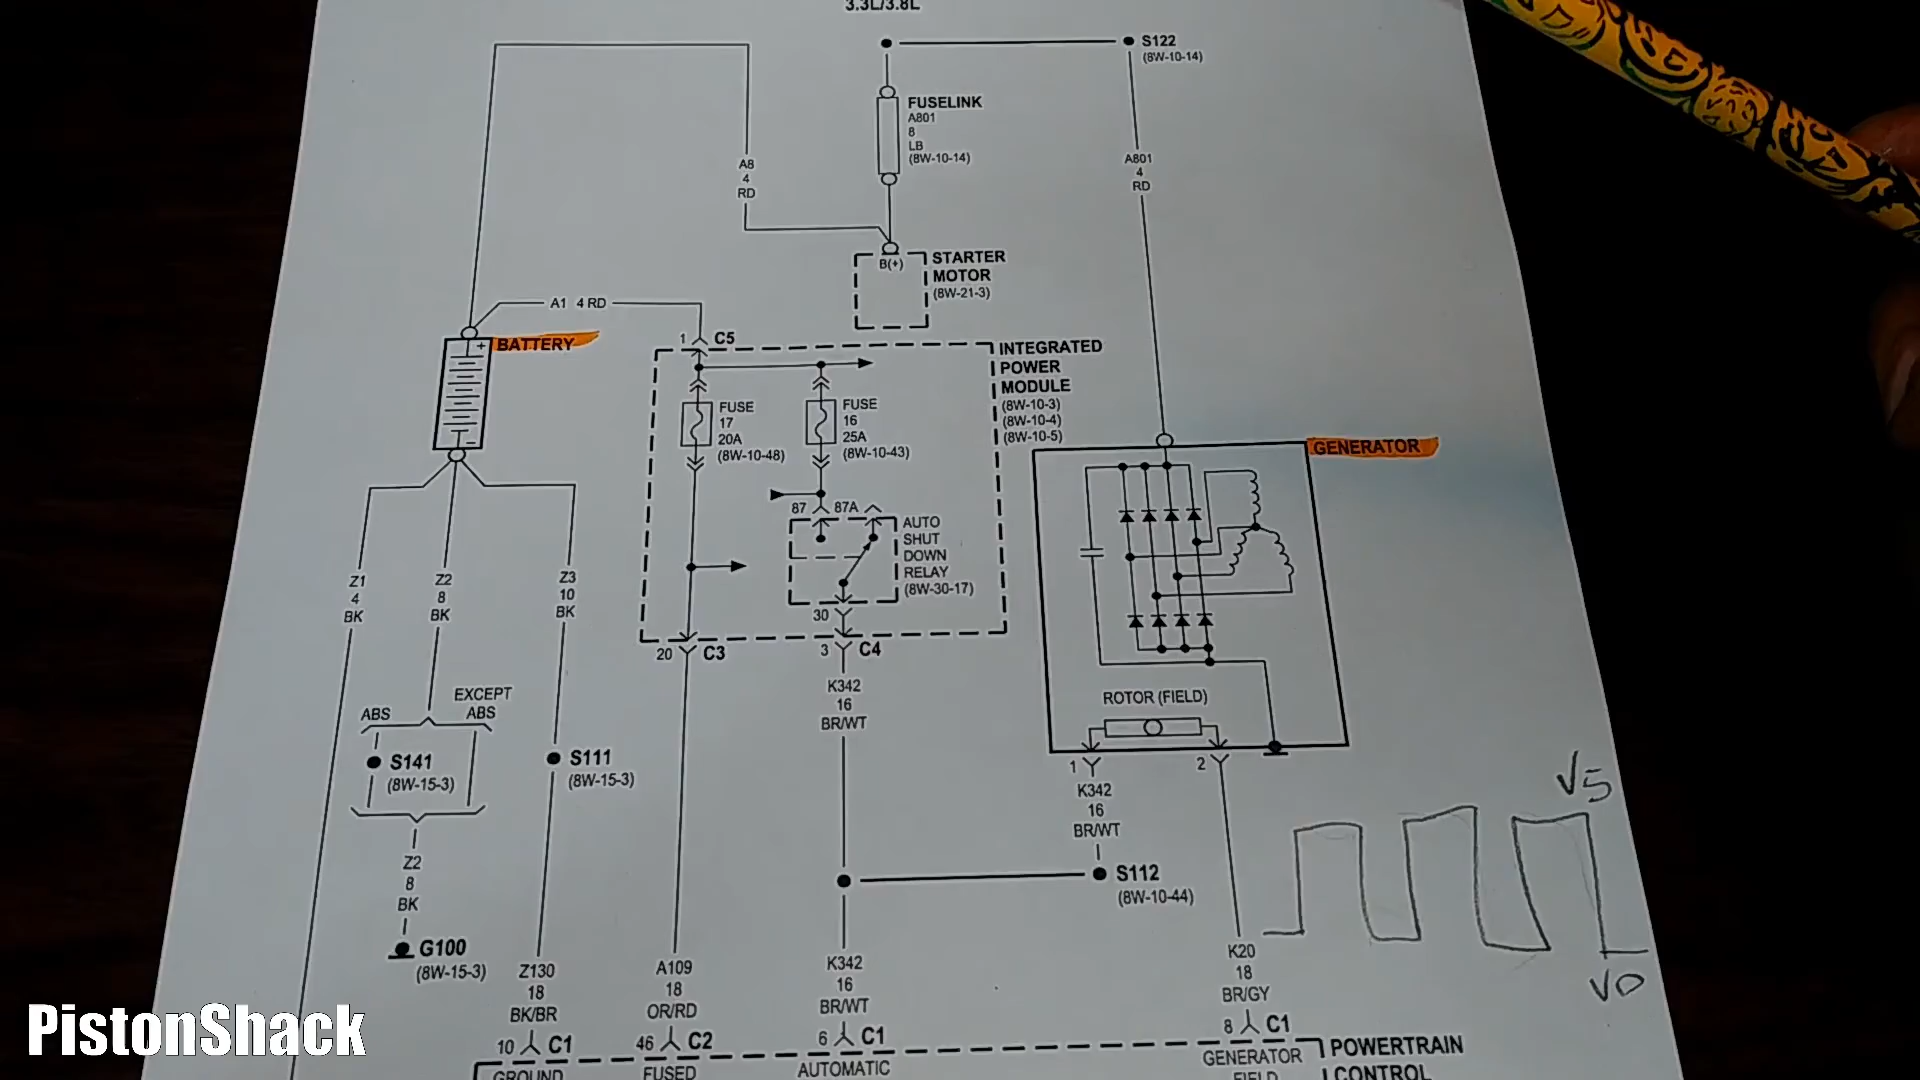 3.3L/3.8L
S122
(8W-10-14)
FUSELINK
A801
8
LB
(8W-10-14)
A8
4
RD
A801
4
RD
B(+)
STARTER
MOTOR
(8W-21-3)
A1 4 RD
1 C5
+ BATTERY
-
INTEGRATED
POWER
MODULE
(8W-10-3)
(8W-10-4)
(8W-10-5)
FUSE
17
20A
(8W-10-48)
FUSE
16
25A
(8W-10-43)
GENERATOR
87 87A
AUTO
SHUT
DOWN
RELAY
(8W-30-17)
30
Z1
4
BK
Z2
8
BK
Z3
10
BK
20 C3
3 C4
K342
16
BR/WT
ROTOR (FIELD)
ABS
EXCEPT
ABS
S141
(8W-15-3)
S111
(8W-15-3)
1
2
K342
16
BR/WT
V5
S112
(8W-10-44)
Z2
8
BK
G100
(8W-15-3)
Z130
18
BK/BR
A109
18
OR/RD
K342
16
BR/WT
K20
18
BR/GY
V0
10 C1
46 C2
6 C1
8 C1
GROUND
FUSED
AUTOMATIC
GENERATOR
FIELD
POWERTRAIN
CONTROL
PistonShack